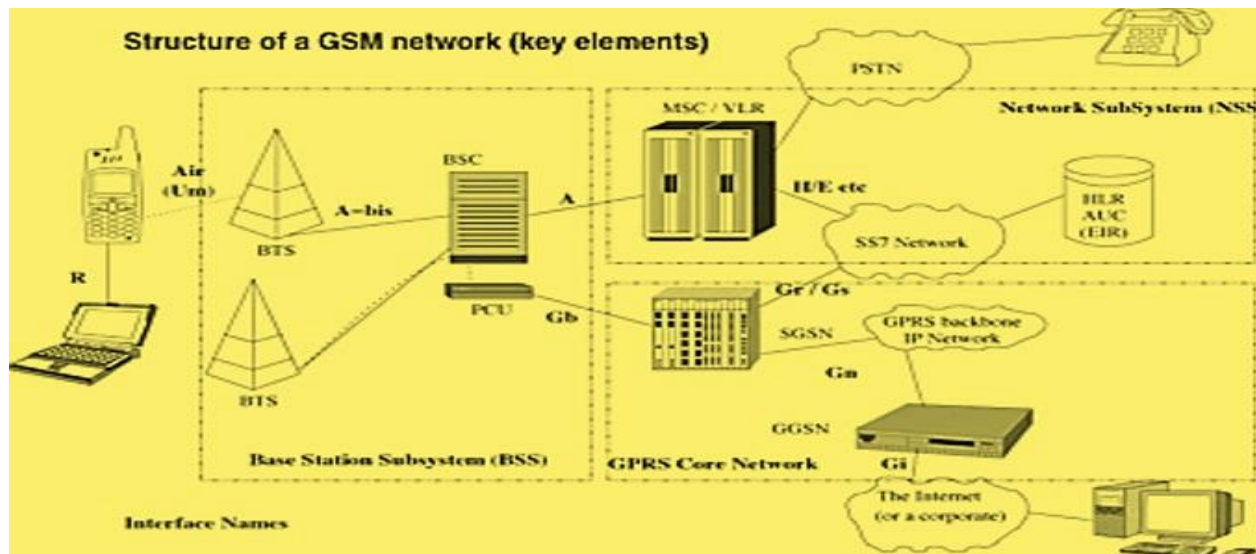 Structure of a GSM network (key elements)
PSTN
MSC / VLR
Network SubSystem (NSS
BSC
Air
(Um)
A-bis
A
H/E etc
HLR
AUC
(EIR)
BTS
SS7 Network
R
PCU
Gb
Gr / Gs
SGSN
GPRS backbone
IP Network
Gn
BTS
GGSN
Base Station Subsystem (BSS)
GPRS Core Network
Gi
The Internet
(or a corporate)
Interface Names